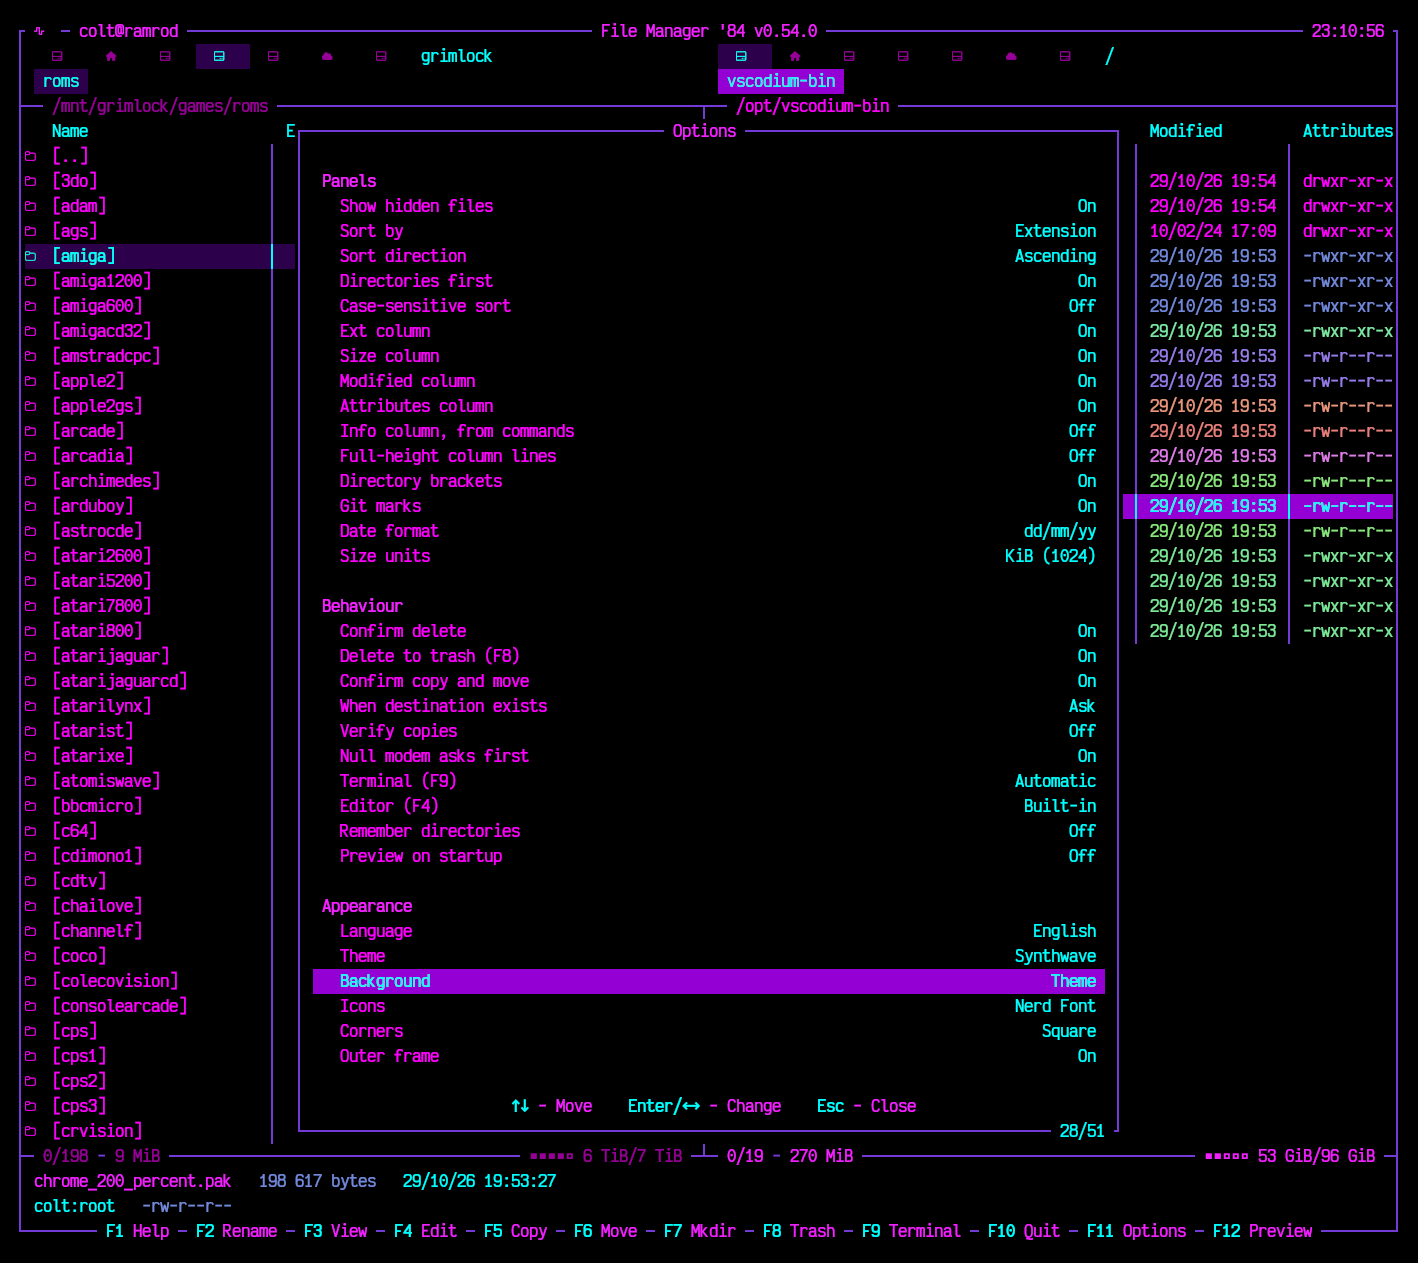 colt@ramrod File Manager '84 v0.54.0 23:10:56
grimlock /
roms vscodium-bin
/mnt/grimlock/games/roms /opt/vscodium-bin
Name E Options Modified Attributes
[..]
[3do] Panels 29/10/26 19:54 drwxr-xr-x
[adam] Show hidden files On 29/10/26 19:54 drwxr-xr-x
[ags] Sort by Extension 10/02/24 17:09 drwxr-xr-x
[amiga] Sort direction Ascending 29/10/26 19:53 -rwxr-xr-x
[amiga1200] Directories first On 29/10/26 19:53 -rwxr-xr-x
[amiga600] Case-sensitive sort Off 29/10/26 19:53 -rwxr-xr-x
[amigacd32] Ext column On 29/10/26 19:53 -rwxr-xr-x
[amstradcpc] Size column On 29/10/26 19:53 -rw-r--r--
[apple2] Modified column On 29/10/26 19:53 -rw-r--r--
[apple2gs] Attributes column On 29/10/26 19:53 -rw-r--r--
[arcade] Info column, from commands Off 29/10/26 19:53 -rw-r--r--
[arcadia] Full-height column lines Off 29/10/26 19:53 -rw-r--r--
[archimedes] Directory brackets On 29/10/26 19:53 -rw-r--r--
[arduboy] Git marks On 29/10/26 19:53 -rw-r--r--
[astrocde] Date format dd/mm/yy 29/10/26 19:53 -rw-r--r--
[atari2600] Size units KiB (1024) 29/10/26 19:53 -rwxr-xr-x
[atari5200] 29/10/26 19:53 -rwxr-xr-x
[atari7800] Behaviour 29/10/26 19:53 -rwxr-xr-x
[atari800] Confirm delete On 29/10/26 19:53 -rwxr-xr-x
[atarijaguar] Delete to trash (F8) On
[atarijaguarcd] Confirm copy and move On
[atarilynx] When destination exists Ask
[atarist] Verify copies Off
[atarixe] Null modem asks first On
[atomiswave] Terminal (F9) Automatic
[bbcmicro] Editor (F4) Built-in
[c64] Remember directories Off
[cdimono1] Preview on startup Off
[cdtv]
[chailove] Appearance
[channelf] Language English
[coco] Theme Synthwave
[colecovision] Background Theme
[consolearcade] Icons Nerd Font
[cps] Corners Square
[cps1] Outer frame On
[cps2]
[cps3] ↑↓ - Move Enter/↔ - Change Esc - Close
[crvision] 28/51
0/198 - 9 MiB 6 TiB/7 TiB 0/19 - 270 MiB 53 GiB/96 GiB
chrome_200_percent.pak 198 617 bytes 29/10/26 19:53:27
colt:root -rw-r--r--
F1 Help - F2 Rename - F3 View - F4 Edit - F5 Copy - F6 Move - F7 Mkdir - F8 Trash - F9 Terminal - F10 Quit - F11 Options - F12 Preview